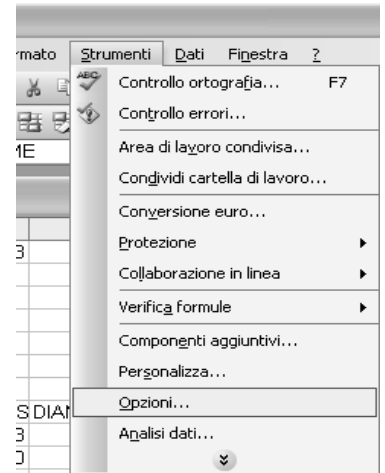 rmato Strumenti Dati Finestra ?
Controllo ortografia... F7
Controllo errori...
Area di lavoro condivisa...
Condividi cartella di lavoro...
Conversione euro...
Protezione
Collaborazione in linea
Verifica formule
Componenti aggiuntivi...
Personalizza...
Opzioni...
Analisi dati...